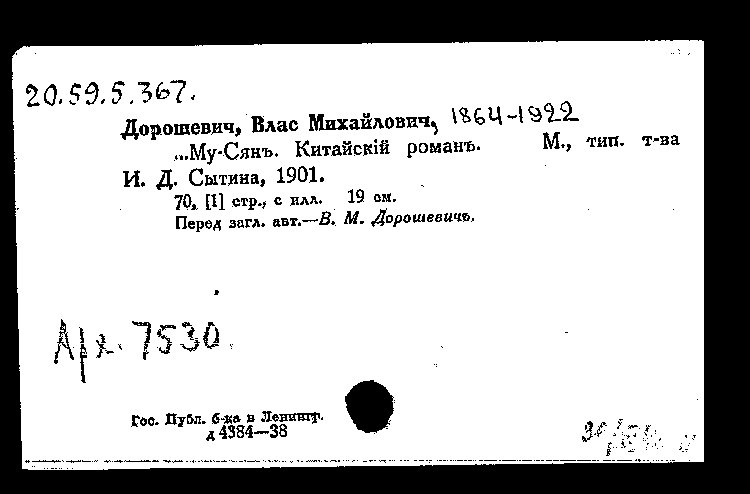 20.59.5.367.
Дорошевич, Влас Михайлович, 1864-1922
...Му-Сянъ. Китайскій романъ. М., тип. т-ва
И. Д. Сытина, 1901.
70, [1] стр., с илл. 19 см.
Перед загл. авт.—В. М. Дорошевичъ.
Арх. 7530.
Гос. Публ. б-ка в Ленингр.
д 4384—38